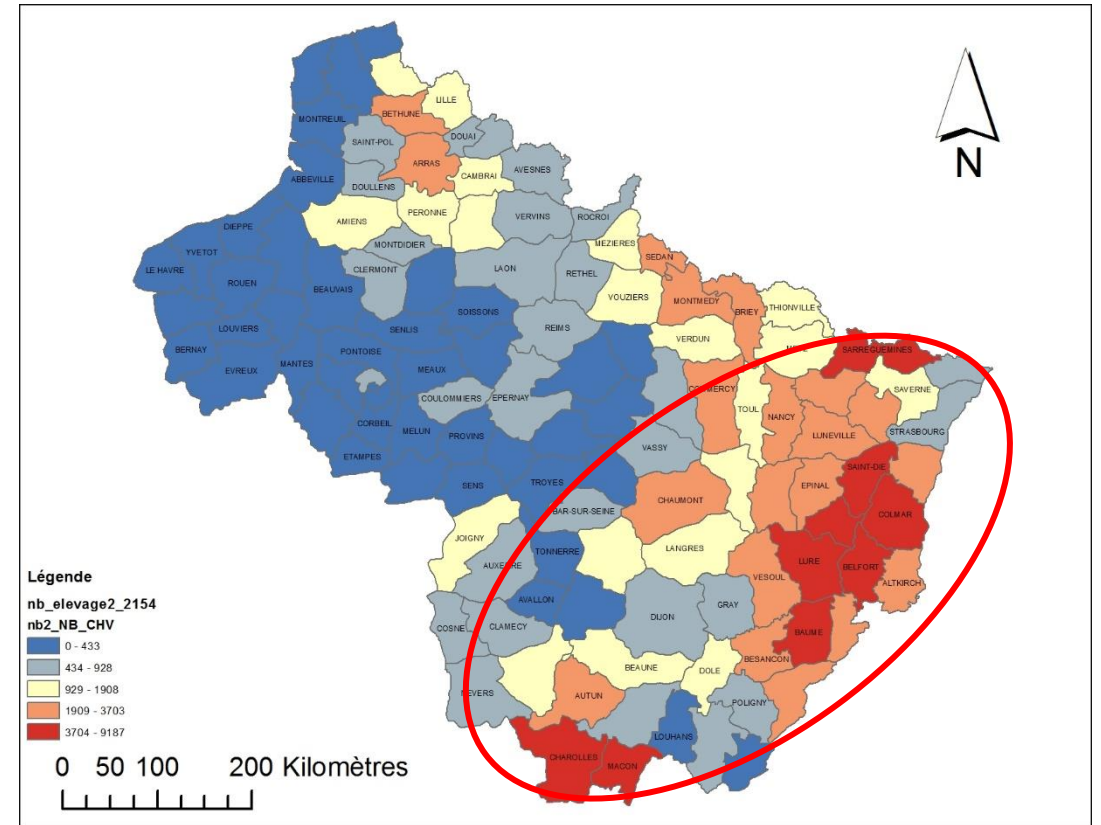 LILLE
BETHUNE
MONTREUIL
DOUAI
SAINT-POL
ARRAS
AVESNES
CAMBRAI
ABBEVILLE
DOULLENS
PERONNE
VERVINS
ROCROI
AMIENS
DIEPPE
MONTDIDIER
MEZIERES
YVETOT
SEDAN
CLERMONT
LAON
RETHEL
LE HAVRE
ROUEN
BEAUVAIS
VOUZIERS
MONTMEDY
THIONVILLE
BRIEY
SOISSONS
LOUVIERS
SENLIS
REIMS
VERDUN
BERNAY
PONTOISE
SARREGUEMINES
MANTES
EVREUX
MEAUX
COMMERCY
SAVERNE
COULOMMIERS
EPERNAY
TOUL
NANCY
CORBEIL
MELUN
PROVINS
LUNEVILLE
STRASBOURG
VASSY
ETAMPES
SAINT-DIE
TROYES
SENS
EPINAL
CHAUMONT
BAR-SUR-SEINE
COLMAR
JOIGNY
TONNERRE
LANGRES
AUXERRE
LURE
BELFORT
VESOUL
ALTKIRCH
AVALLON
GRAY
DIJON
COSNE
CLAMECY
BAUME
BESANCON
BEAUNE
DOLE
NEVERS
AUTUN
POLIGNY
LOUHANS
CHAROLLES
MACON
N
Légende
nb_elevage2_2154
nb2_NB_CHV
0 - 433
434 - 928
929 - 1908
1909 - 3703
3704 - 9187
0 50 100 200 Kilomètres